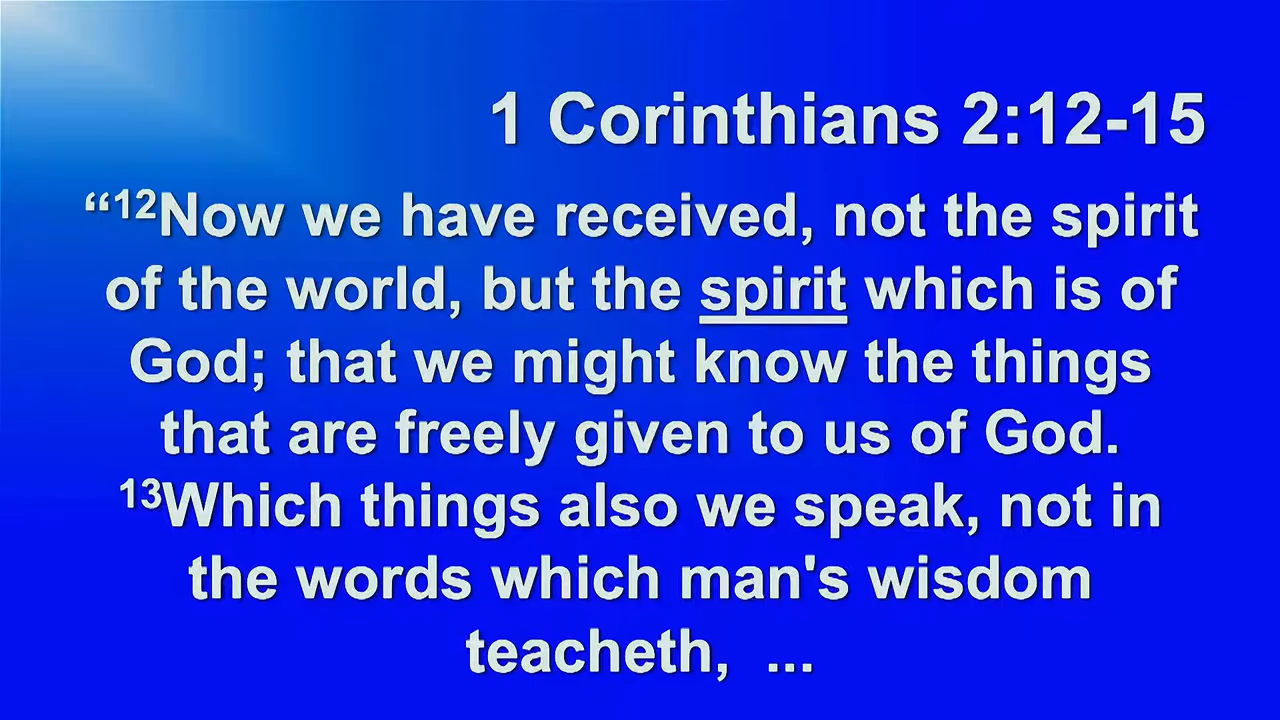 1 Corinthians 2:12-15
“12Now we have received, not the spirit
of the world, but the spirit which is of
God; that we might know the things
that are freely given to us of God.
13Which things also we speak, not in
the words which man's wisdom
teacheth,  ...